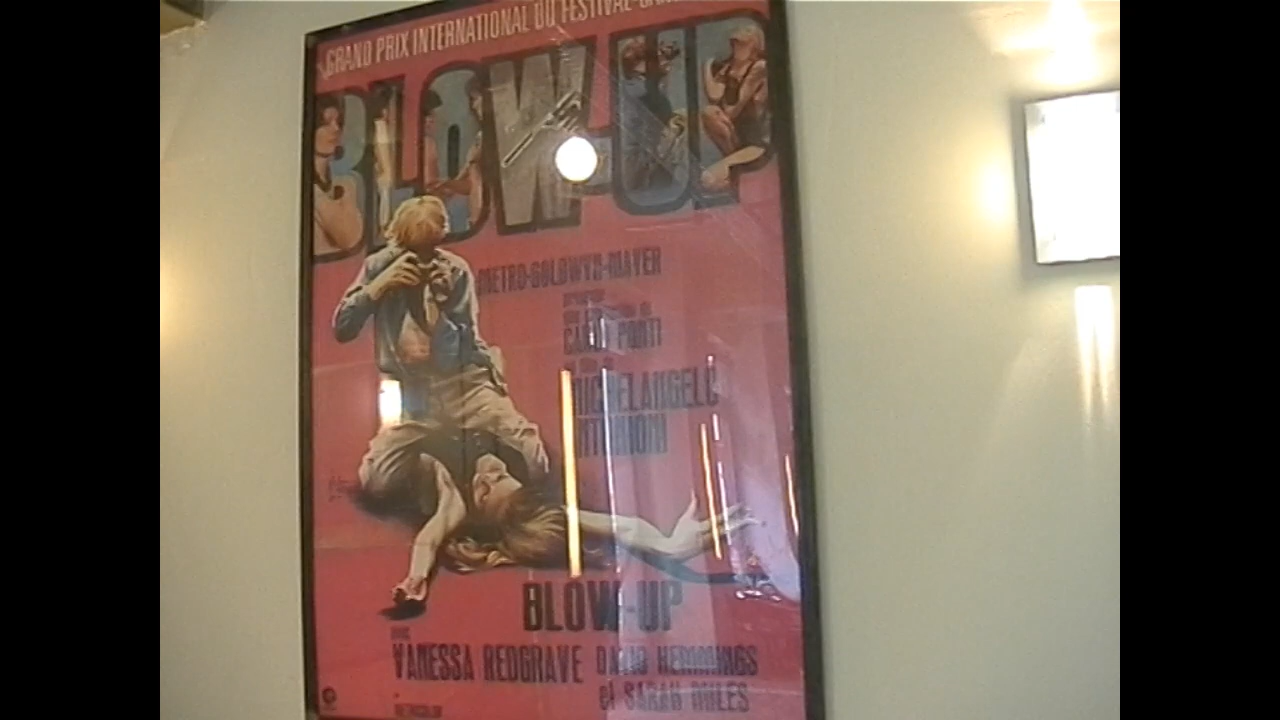 GRAND PRIX INTERNATIONAL DU FESTIVAL
BLOW-UP
METRO-GOLDWYN-MAYER
CARLO PONTI
MICHELANGELO
ANTONIONI
BLOW-UP
VANESSA REDGRAVE DAVID HEMMINGS
et SARAH MILES
METROCOLOR